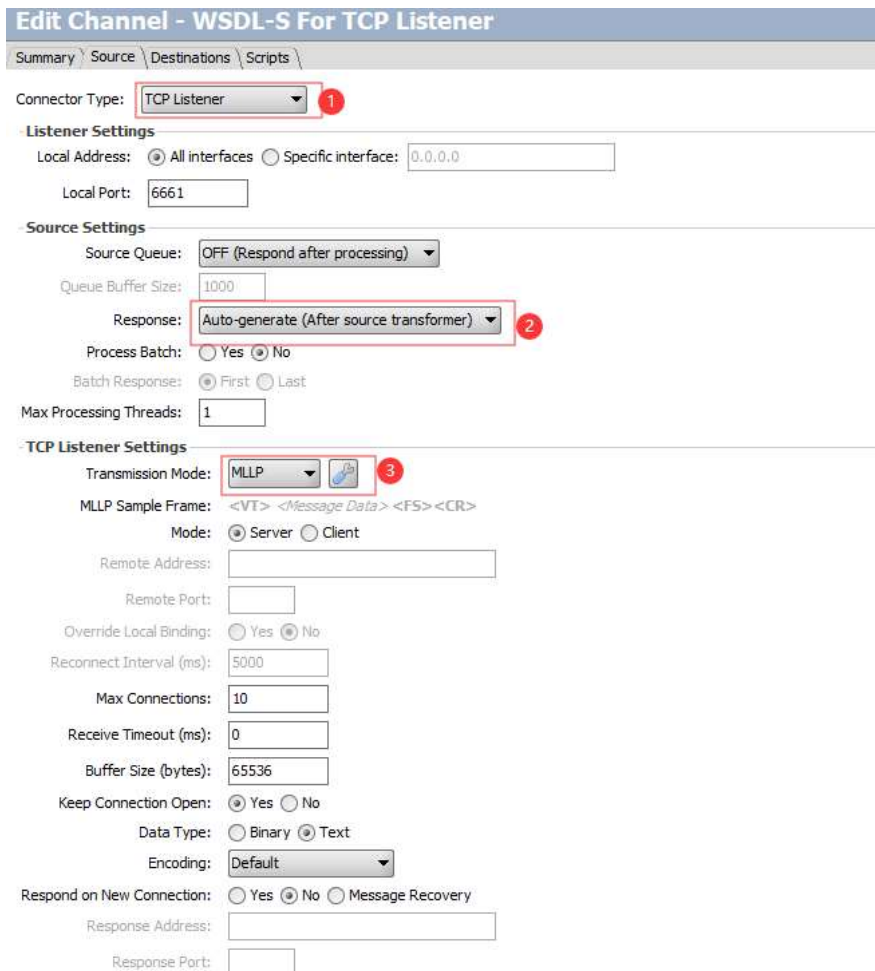 Edit Channel - WSDL-S For TCP Listener
Summary Source Destinations Scripts
Connector Type: TCP Listener 1
Listener Settings
Local Address: All interfaces Specific interface: 0.0.0.0
Local Port: 6661
Source Settings
Source Queue: OFF (Respond after processing)
Queue Buffer Size: 1000
Response: Auto-generate (After source transformer) 2
Process Batch: Yes No
Batch Response: First Last
Max Processing Threads: 1
TCP Listener Settings
Transmission Mode: MLLP 3
MLLP Sample Frame: <VT> <Message Data> <FS><CR>
Mode: Server Client
Remote Address:
Remote Port:
Override Local Binding: Yes No
Reconnect Interval (ms): 5000
Max Connections: 10
Receive Timeout (ms): 0
Buffer Size (bytes): 65536
Keep Connection Open: Yes No
Data Type: Binary Text
Encoding: Default
Respond on New Connection: Yes No Message Recovery
Response Address:
Response Port: